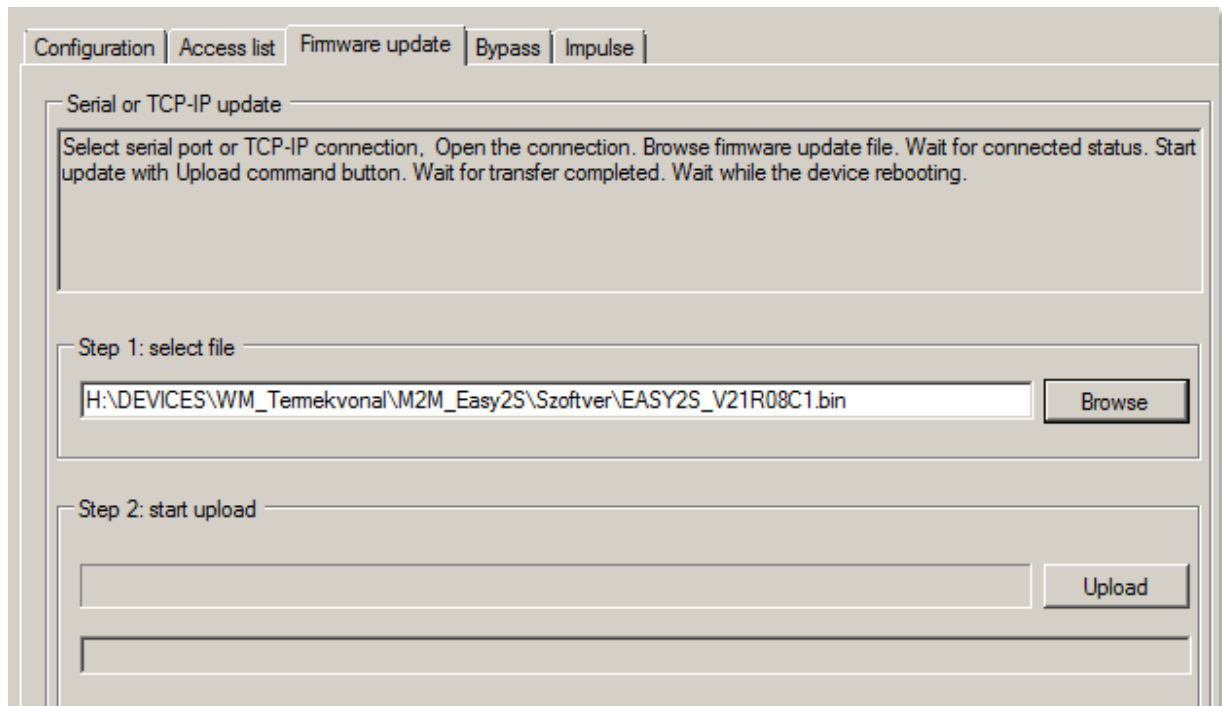 Configuration Access list Firmware update Bypass Impulse
Serial or TCP-IP update
Select serial port or TCP-IP connection, Open the connection. Browse firmware update file. Wait for connected status. Start
update with Upload command button. Wait for transfer completed. Wait while the device rebooting.
Step 1: select file
H:\DEVICES\WM_Termekvonal\M2M_Easy2S\Szoftver\EASY2S_V21R08C1.bin Browse
Step 2: start upload
Upload